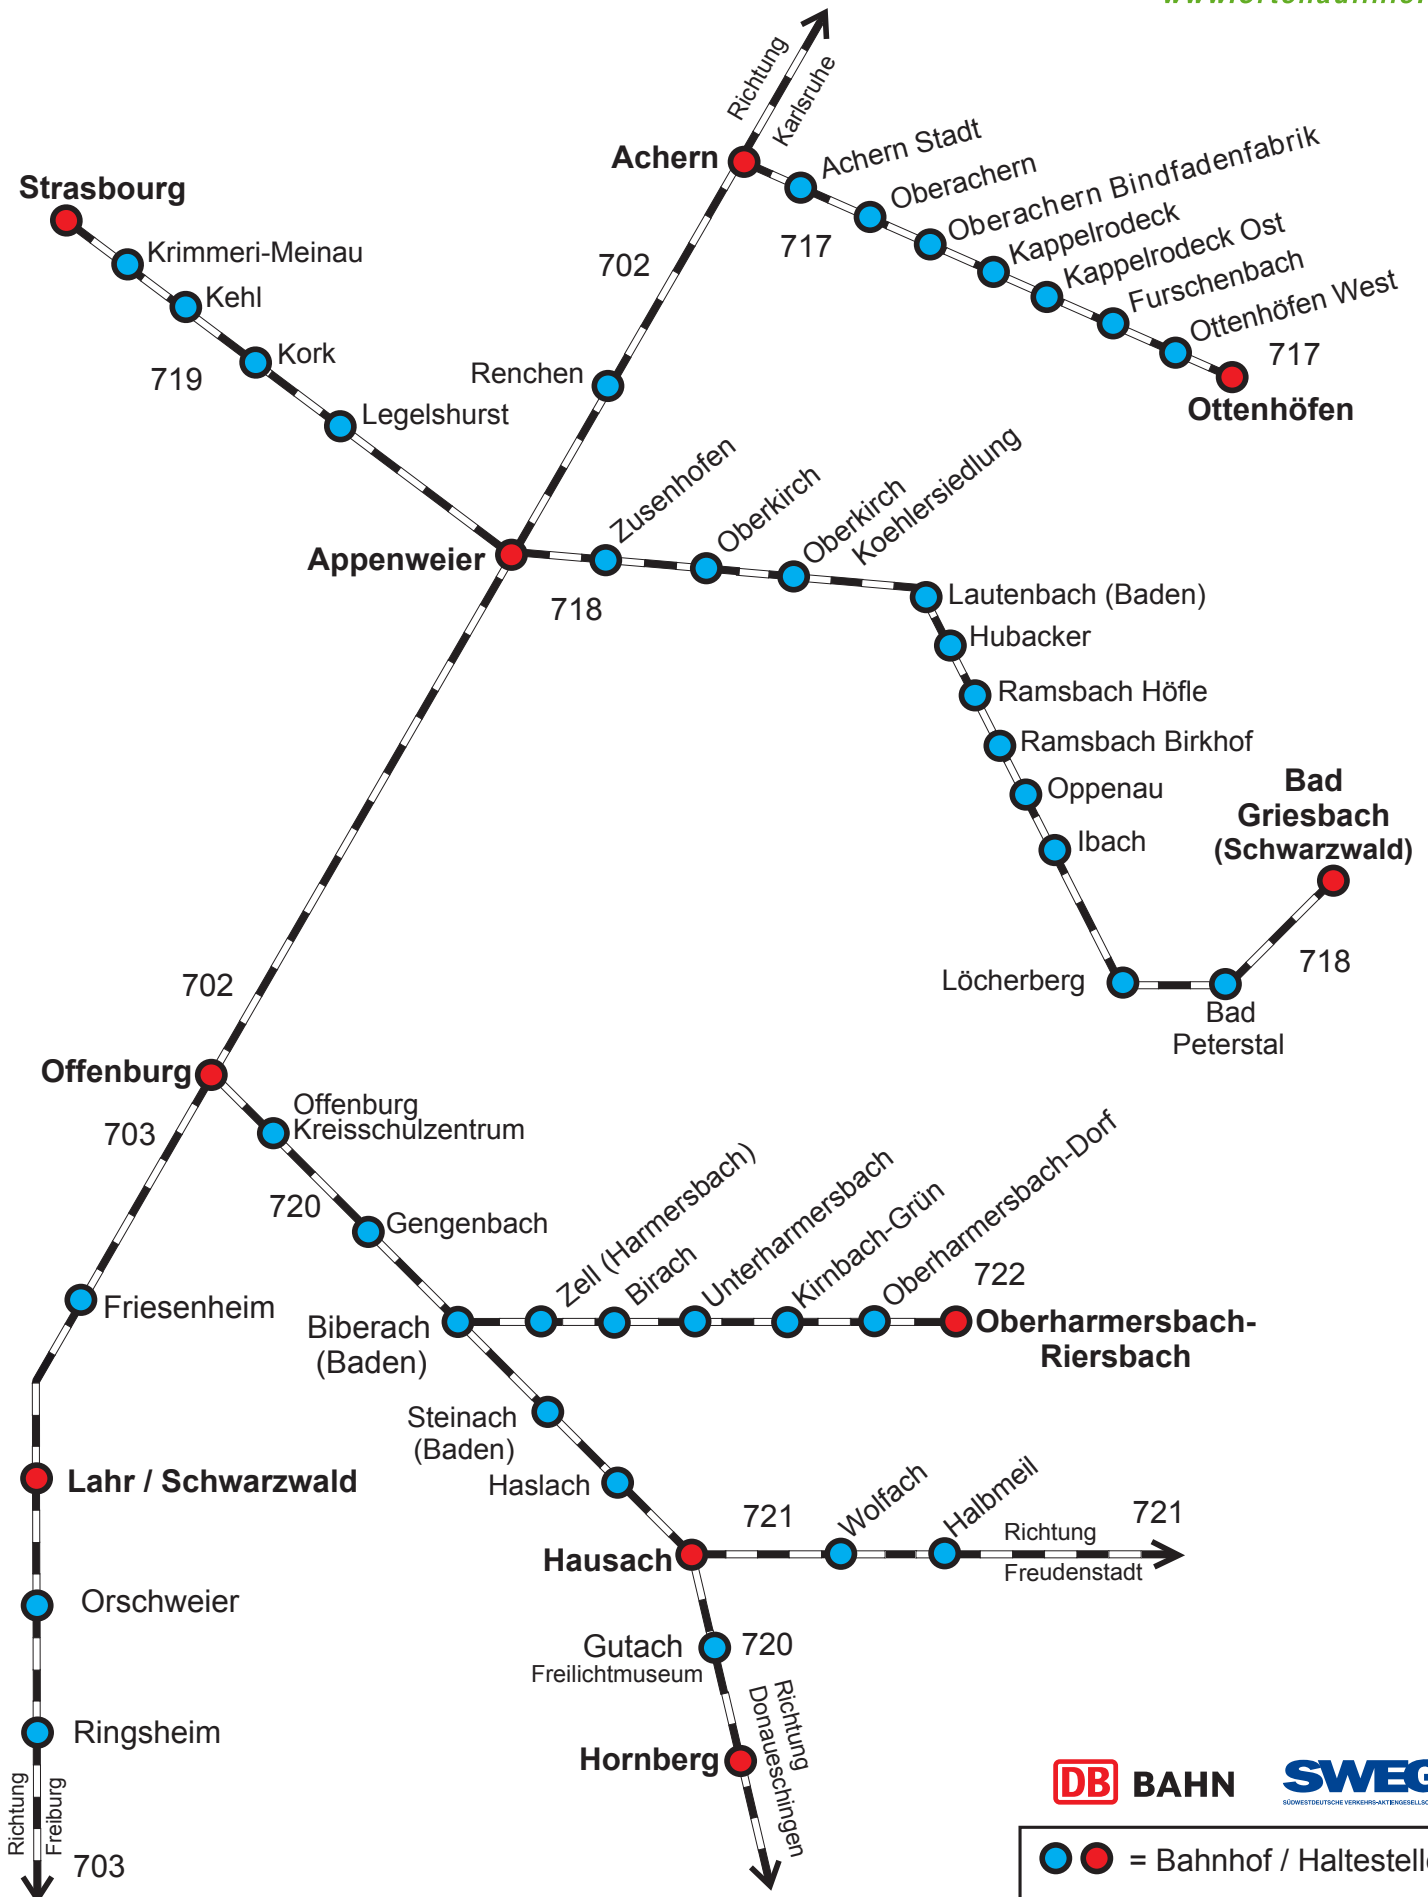 Richtung
Karlsruhe
Achern
Achern Stadt
Oberachern
Oberachern Bindfadenfabrik
Kappelrodeck
Kappelrodeck Ost
Furschenbach
Ottenhöfen West
717
717
Ottenhöfen
Strasbourg
Krimmeri-Meinau
Kehl
Kork
719
Legelshurst
702
Renchen
Appenweier
718
Zusenhofen
Oberkirch
Oberkirch
Koehlersiedlung
Lautenbach (Baden)
Hubacker
Ramsbach Höfle
Ramsbach Birkhof
Oppenau
Ibach
Bad
Griesbach
(Schwarzwald)
718
Löcherberg
Bad
Peterstal
702
Offenburg
703
Offenburg
Kreisschulzentrum
720
Gengenbach
Friesenheim
Biberach
(Baden)
Zell (Harmersbach)
Birach
Unterharmersbach
Kirnbach-Grün
Oberharmersbach-Dorf
722
Oberharmersbach-
Riersbach
Steinach
(Baden)
Haslach
Lahr / Schwarzwald
Hausach
721
Wolfach
Halbmeil
Richtung
Freudenstadt
721
Orschweier
Gutach
Freilichtmuseum
720
Richtung
Donaueschingen
Ringsheim
Hornberg
Richtung
Freiburg
703
DB BAHN
SWEG
SÜDWESTDEUTSCHE VERKEHRS-AKTIENGESELLSC
= Bahnhof / Haltestell